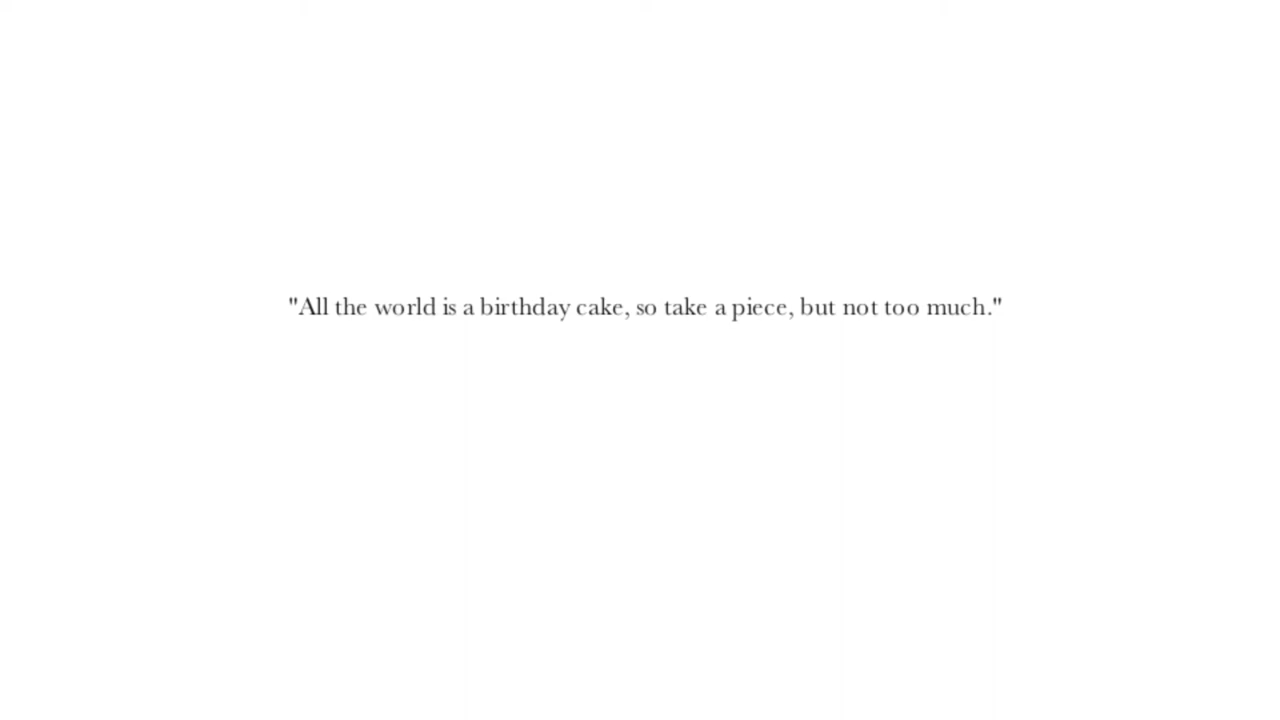 "All the world is a birthday cake, so take a piece, but not too much."